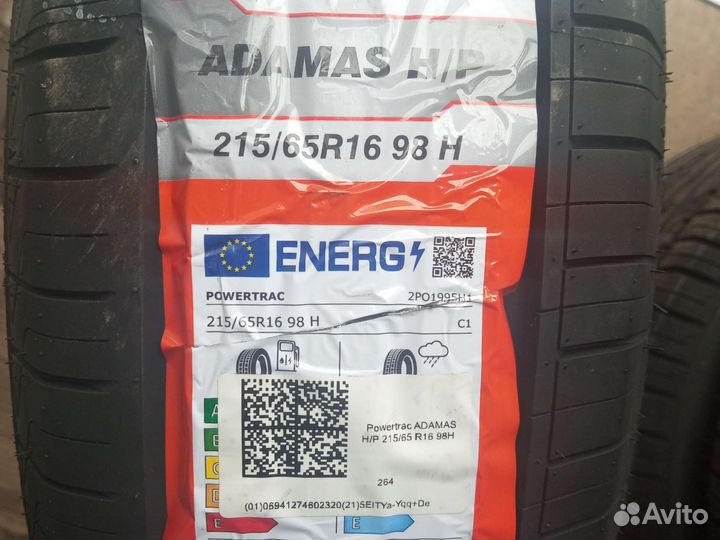 ADAMAS H/P
215/65R16 98 H
ENERG
POWERTRAC 2PO1995H1
215/65R16 98 H C1
A
Powertrac ADAMAS
H/P 215/65 R16 98H
264
(01)06941274602320(21)5EITYa-Yqq+De
E E
Avito